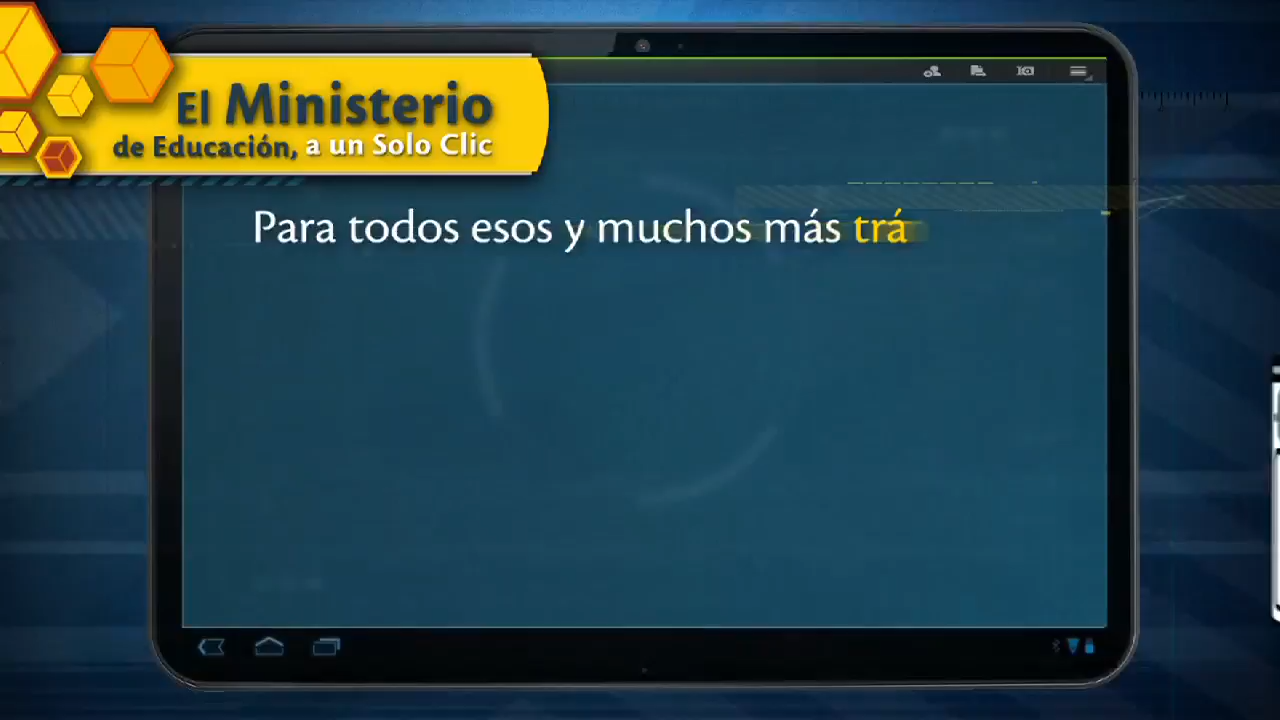 El Ministerio
de Educación, a un Solo Clic
Para todos esos y muchos más trá